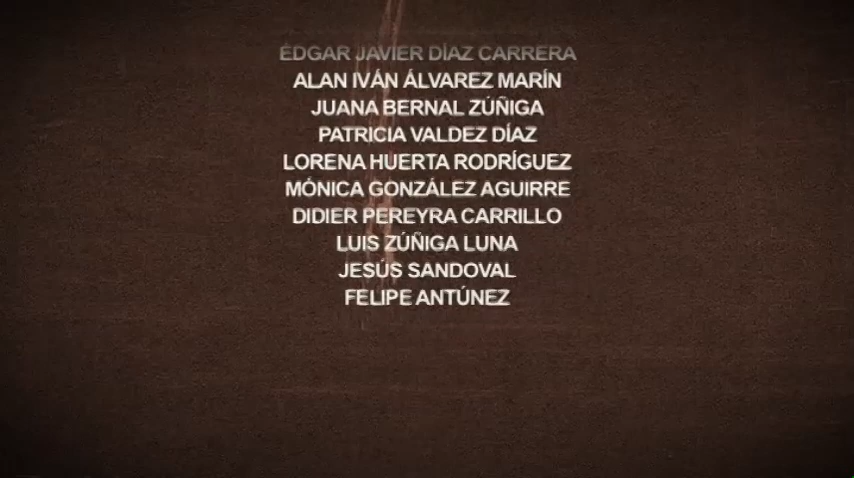 ÉDGAR JAVIER DÍAZ CARRERA
ALAN IVÁN ÁLVAREZ MARÍN
JUANA BERNAL ZÚÑIGA
PATRICIA VALDEZ DÍAZ
LORENA HUERTA RODRÍGUEZ
MÓNICA GONZÁLEZ AGUIRRE
DIDIER PEREYRA CARRILLO
LUIS ZÚÑIGA LUNA
JESÚS SANDOVAL
FELIPE ANTÚNEZ